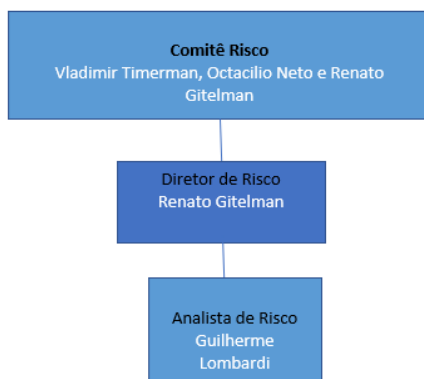 Comitê Risco
Vladimir Timerman, Octacilio Neto e Renato
Gitelman
Diretor de Risco
Renato Gitelman
Analista de Risco
Guilherme
Lombardi